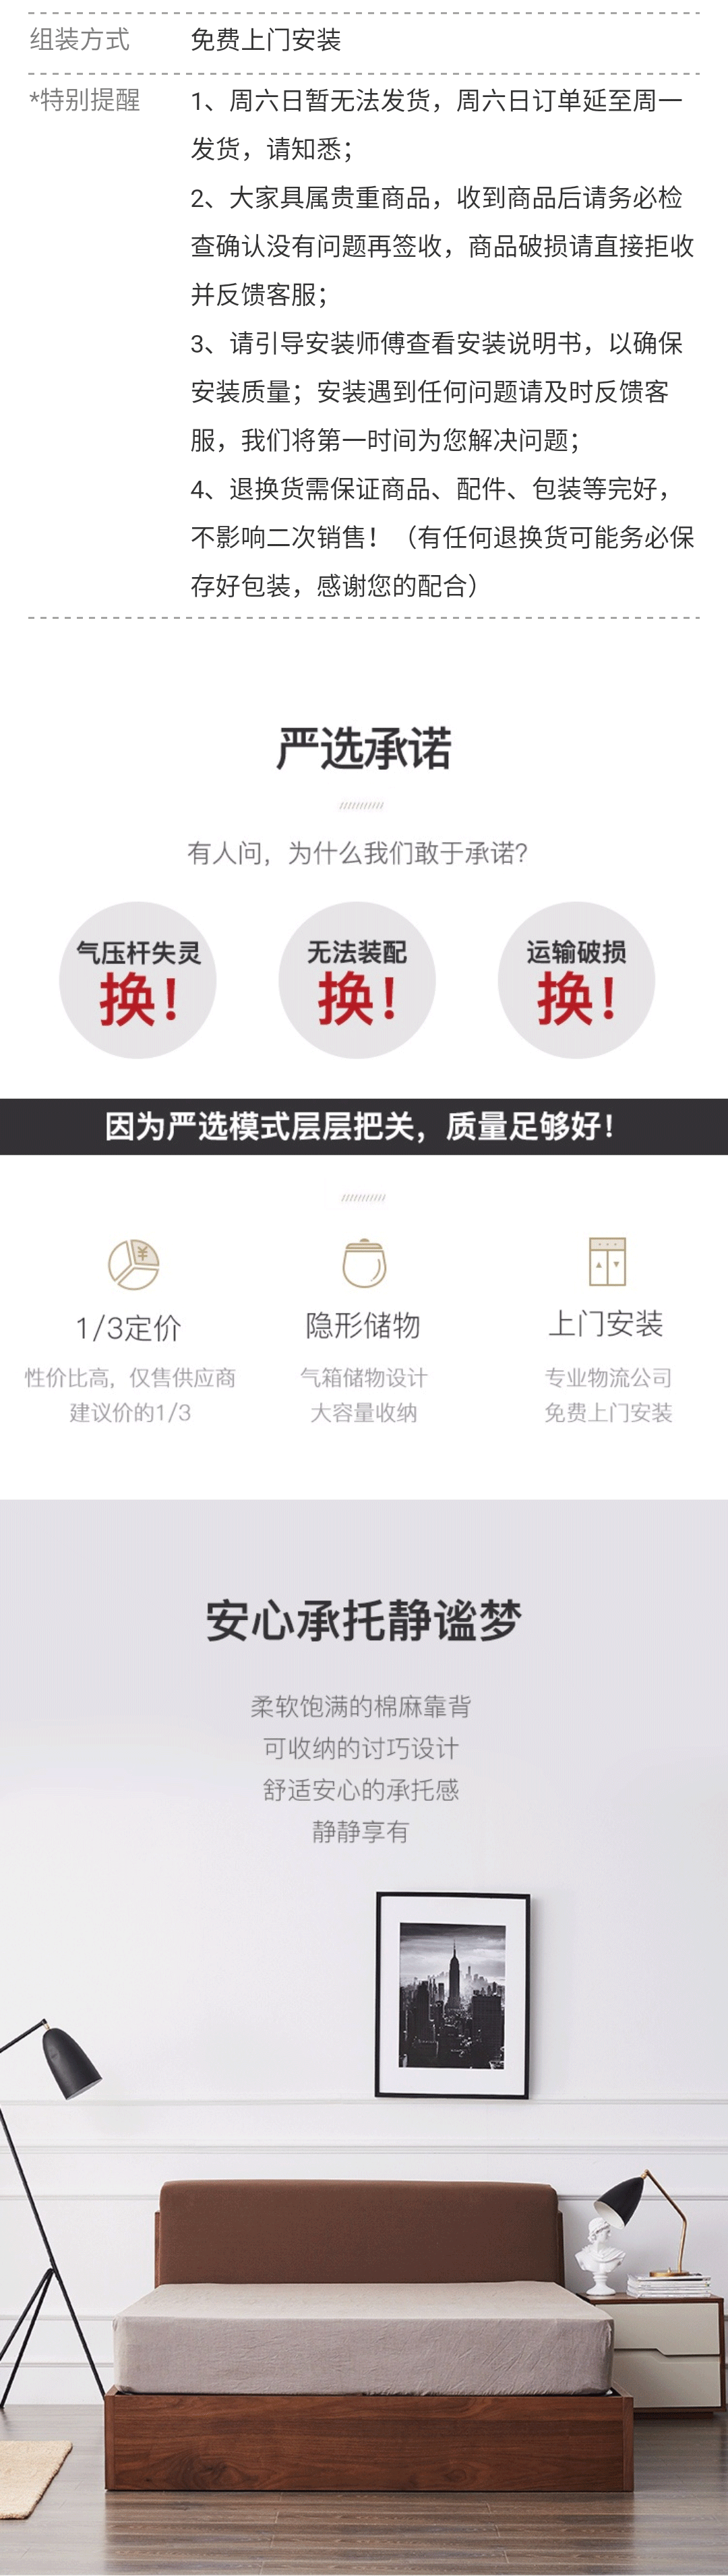 组装方式
免费上门安装
*特别提醒
1、周六日暂无法发货，周六日订单延至周一
发货，请知悉；
2、大家具属贵重商品，收到商品后请务必检
查确认没有问题再签收，商品破损请直接拒收
并反馈客服；
3、请引导安装师傅查看安装说明书，以确保
安装质量；安装遇到任何问题请及时反馈客
服，我们将第一时间为您解决问题；
4、退换货需保证商品、配件、包装等完好，
不影响二次销售！（有任何退换货可能务必保
存好包装，感谢您的配合）
严选承诺
有人问，为什么我们敢于承诺?
气压杆失灵
换!
无法装配
换!
运输破损
换!
因为严选模式层层把关，质量足够好!
¥
1/3定价
性价比高，仅售供应商
建议价的1/3
隐形储物
气箱储物设计
大容量收纳
上门安装
专业物流公司
免费上门安装
安心承托静谧梦
柔软饱满的棉麻靠背
可收纳的讨巧设计
舒适安心的承托感
静静享有